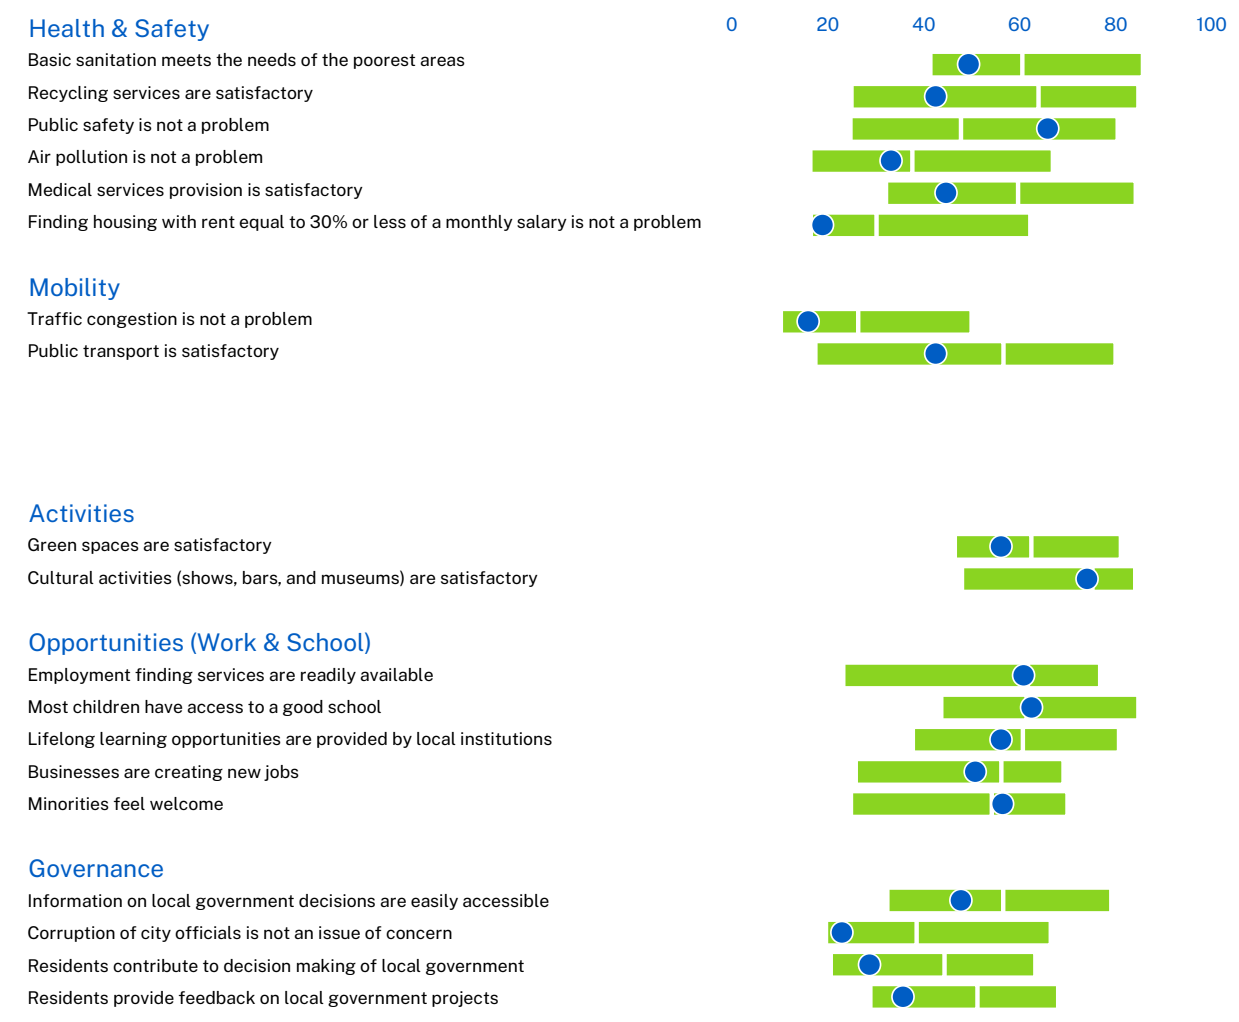 Health & Safety
0 20 40 60 80 100
Basic sanitation meets the needs of the poorest areas
Recycling services are satisfactory
Public safety is not a problem
Air pollution is not a problem
Medical services provision is satisfactory
Finding housing with rent equal to 30% or less of a monthly salary is not a problem
Mobility
Traffic congestion is not a problem
Public transport is satisfactory
Activities
Green spaces are satisfactory
Cultural activities (shows, bars, and museums) are satisfactory
Opportunities (Work & School)
Employment finding services are readily available
Most children have access to a good school
Lifelong learning opportunities are provided by local institutions
Businesses are creating new jobs
Minorities feel welcome
Governance
Information on local government decisions are easily accessible
Corruption of city officials is not an issue of concern
Residents contribute to decision making of local government
Residents provide feedback on local government projects